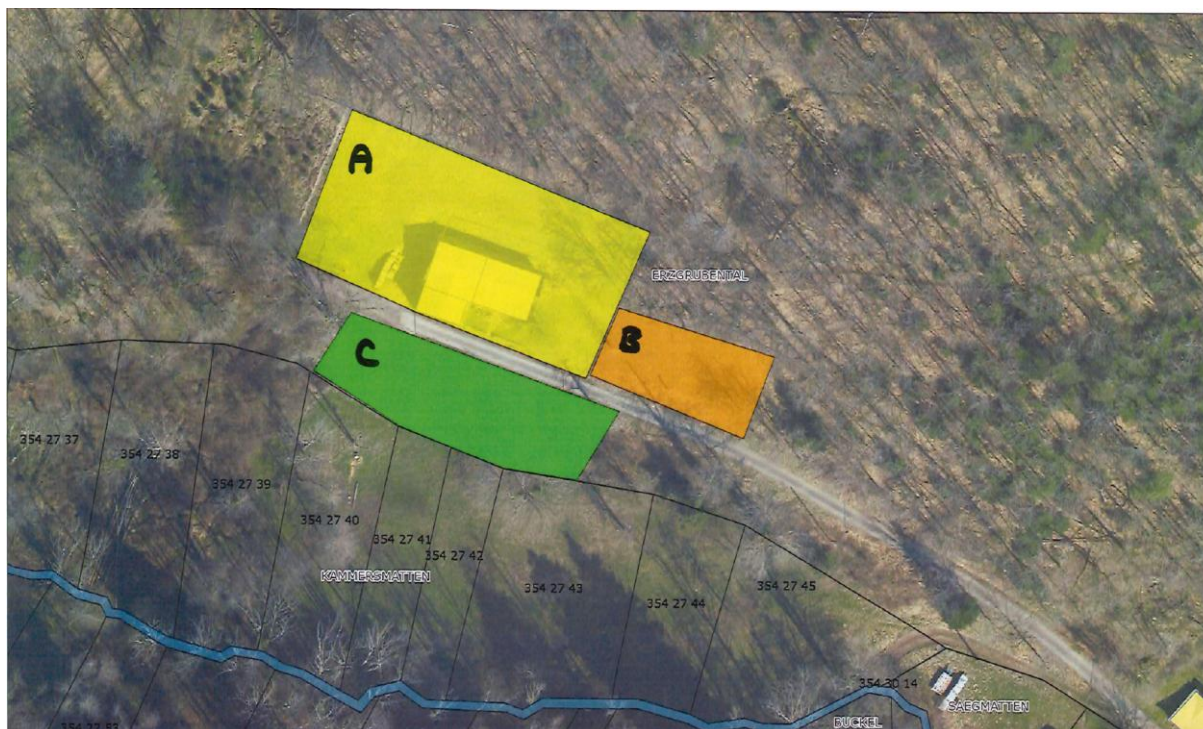 A
ERZGRUBENTAL
B
C
354 27 37
354 27 38
354 27 39
354 27 40
354 27 41
354 27 42
KAMMERSMATTEN
354 27 43
354 27 44
354 27 45
354 30 14
SAEGMATTEN
BUCKEL